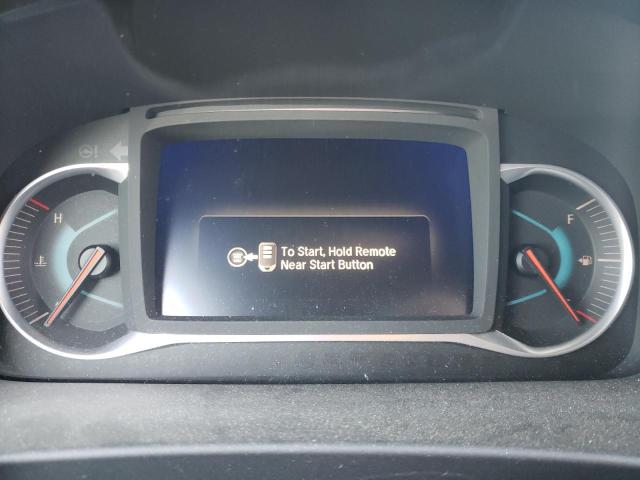 H
F
To Start, Hold Remote
Near Start Button